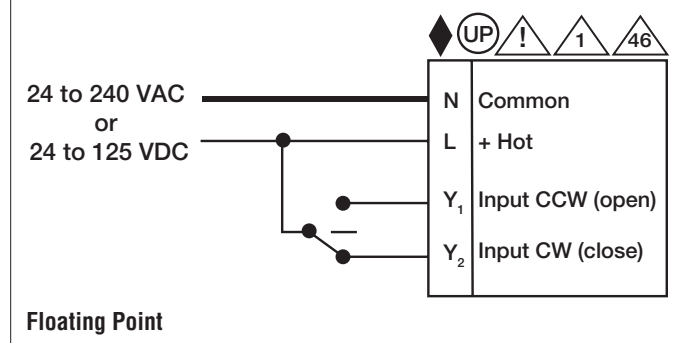 UP ! 1 46
24 to 240 VAC
or
24 to 125 VDC
N Common
L + Hot
Y₁ Input CCW (open)
Y₂ Input CW (close)
Floating Point